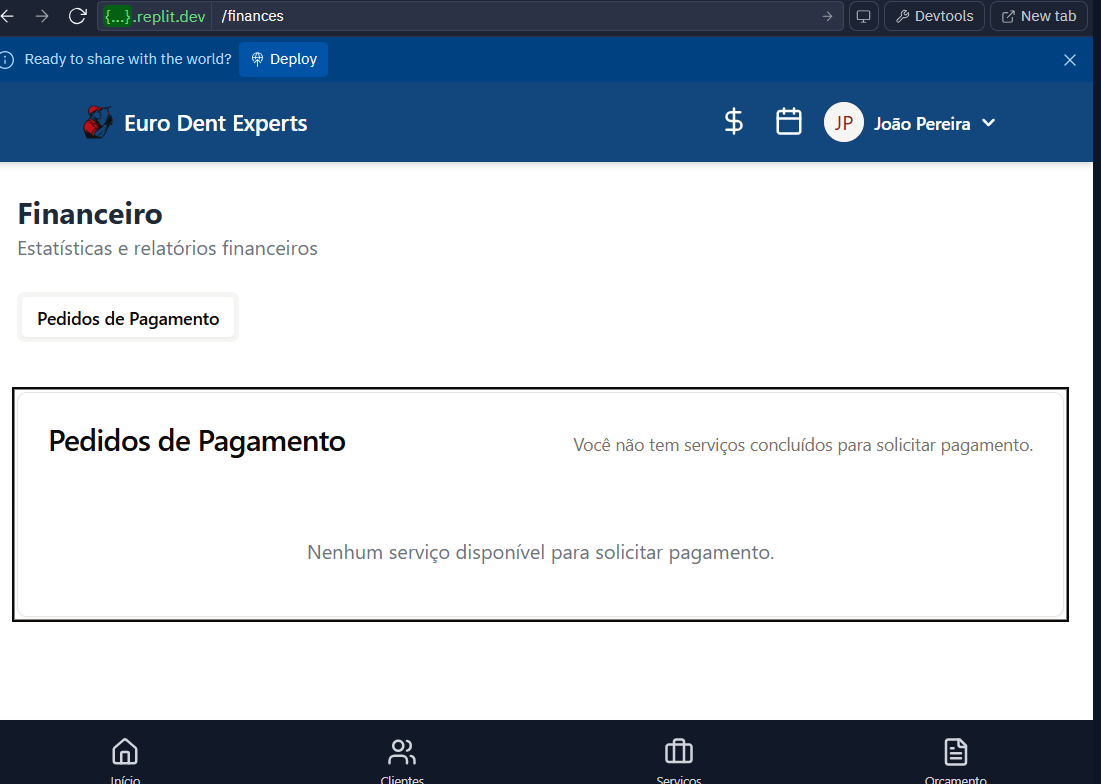 {...}.replit.dev /finances Devtools New tab
Ready to share with the world? Deploy
Euro Dent Experts JP João Pereira
Financeiro
Estatísticas e relatórios financeiros
Pedidos de Pagamento
Pedidos de Pagamento Você não tem serviços concluídos para solicitar pagamento.
Nenhum serviço disponível para solicitar pagamento.
Início Clientes Serviços Orçamento